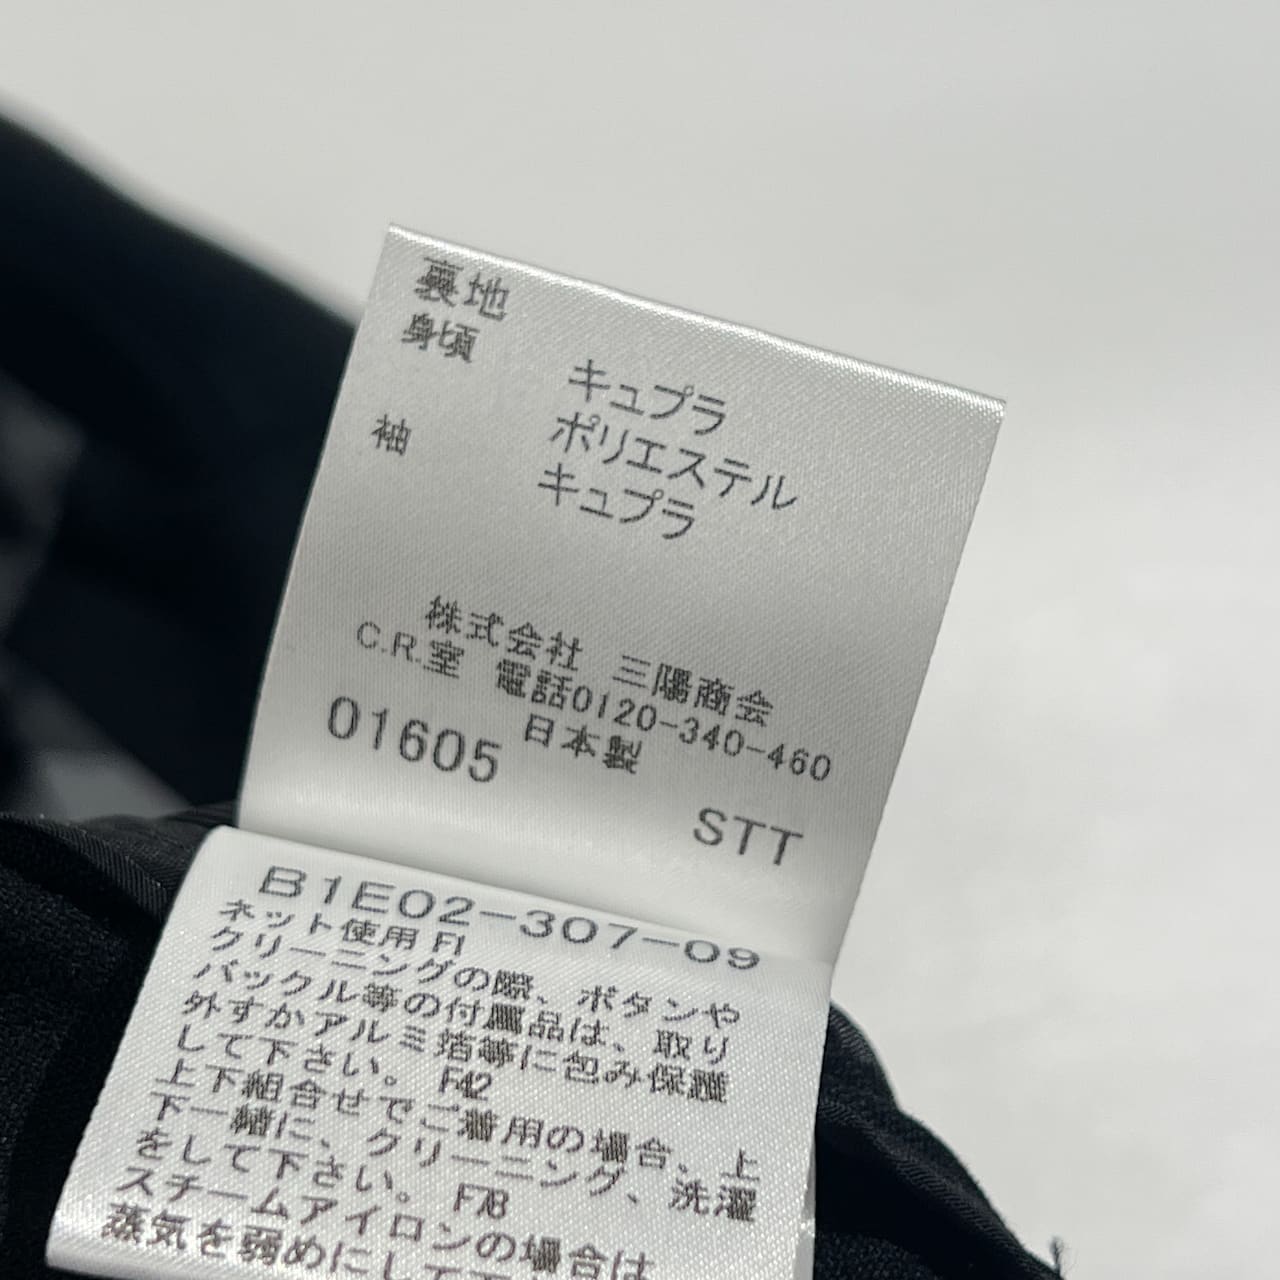 裏地
身頃
キュプラ
ポリエステル
袖
キュプラ
株式会社 三陽商会
C.R.室 電話0120-340-460
日本製
01605
STT
B1E02-307-09
ネット使用 F1
クリーニングの際、ボタンや
バックル等の付属品は、取り
外すかアルミ箔等に包み保護
して下さい。 F42
上下組合せでご着用の場合、上
下一緒に、クリーニング、洗濯
をして下さい。 F78
スチームアイロンの場合は
蒸気を弱めにして